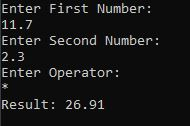 Enter First Number:
11.7
Enter Second Number:
2.3
Enter Operator:
*
Result: 26.91